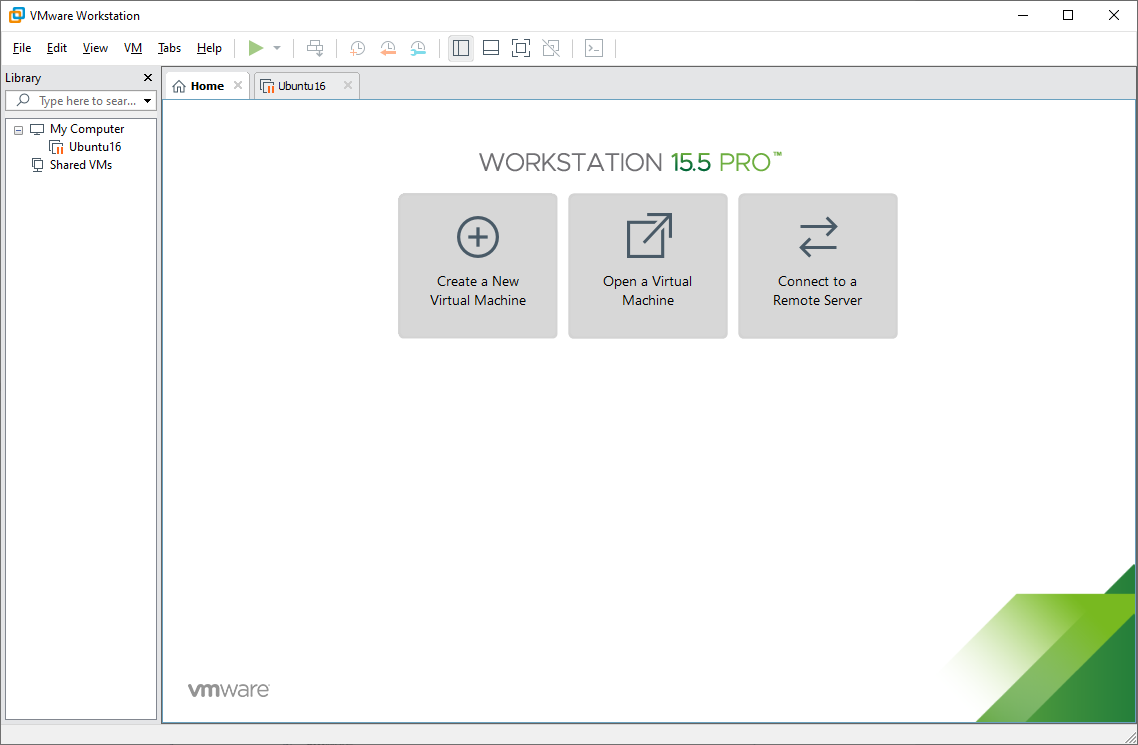 VMware Workstation
File Edit View VM Tabs Help
Library
Type here to sear...
My Computer
Ubuntu16
Shared VMs
Home
Ubuntu16
WORKSTATION 15.5 PRO™
Create a New
Virtual Machine
Open a Virtual
Machine
Connect to a
Remote Server
vmware